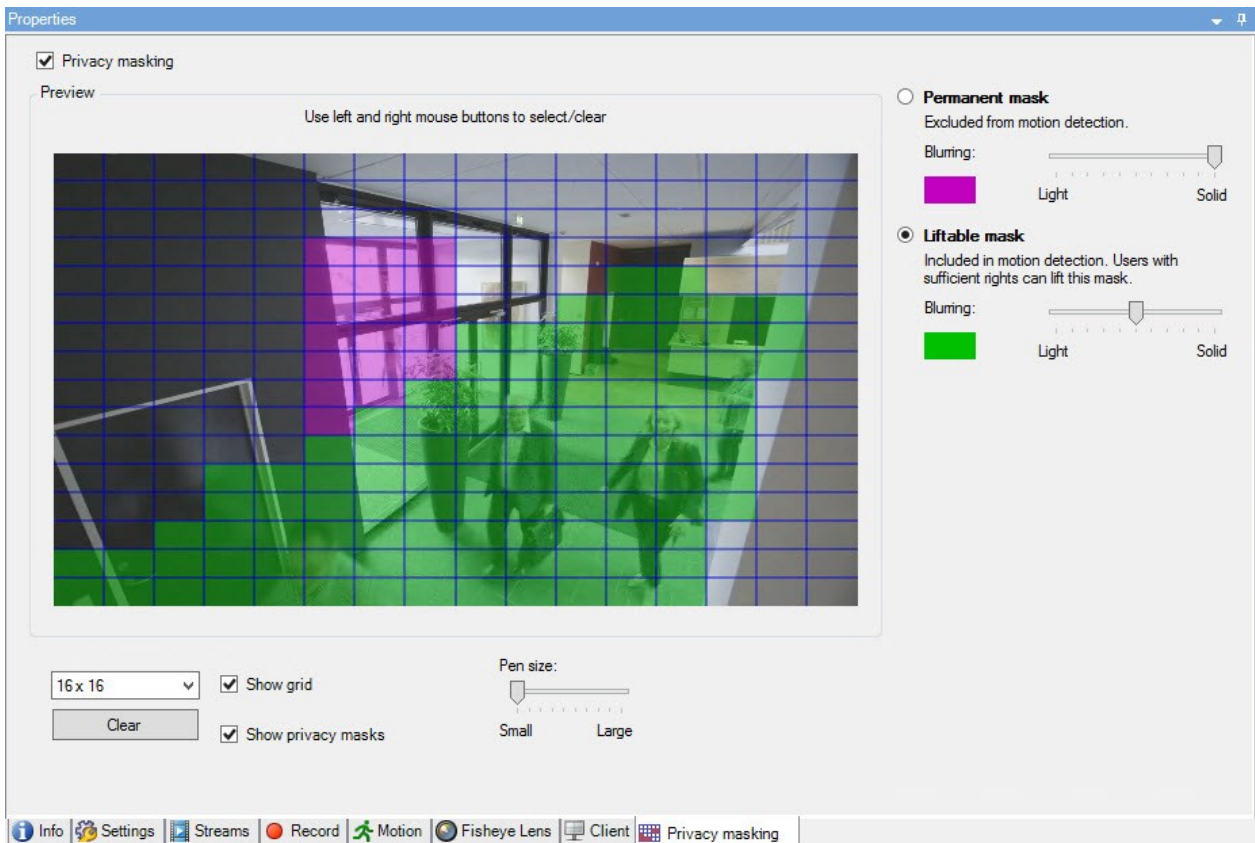 Properties
Privacy masking
Preview
Use left and right mouse buttons to select/clear
Permanent mask
Excluded from motion detection.
Blurring:
Light Solid
Liftable mask
Included in motion detection. Users with
sufficient rights can lift this mask.
Blurring:
Light Solid
16 x 16
Clear
Show grid
Show privacy masks
Pen size:
Small Large
Info Settings Streams Record Motion Fisheye Lens Client Privacy masking